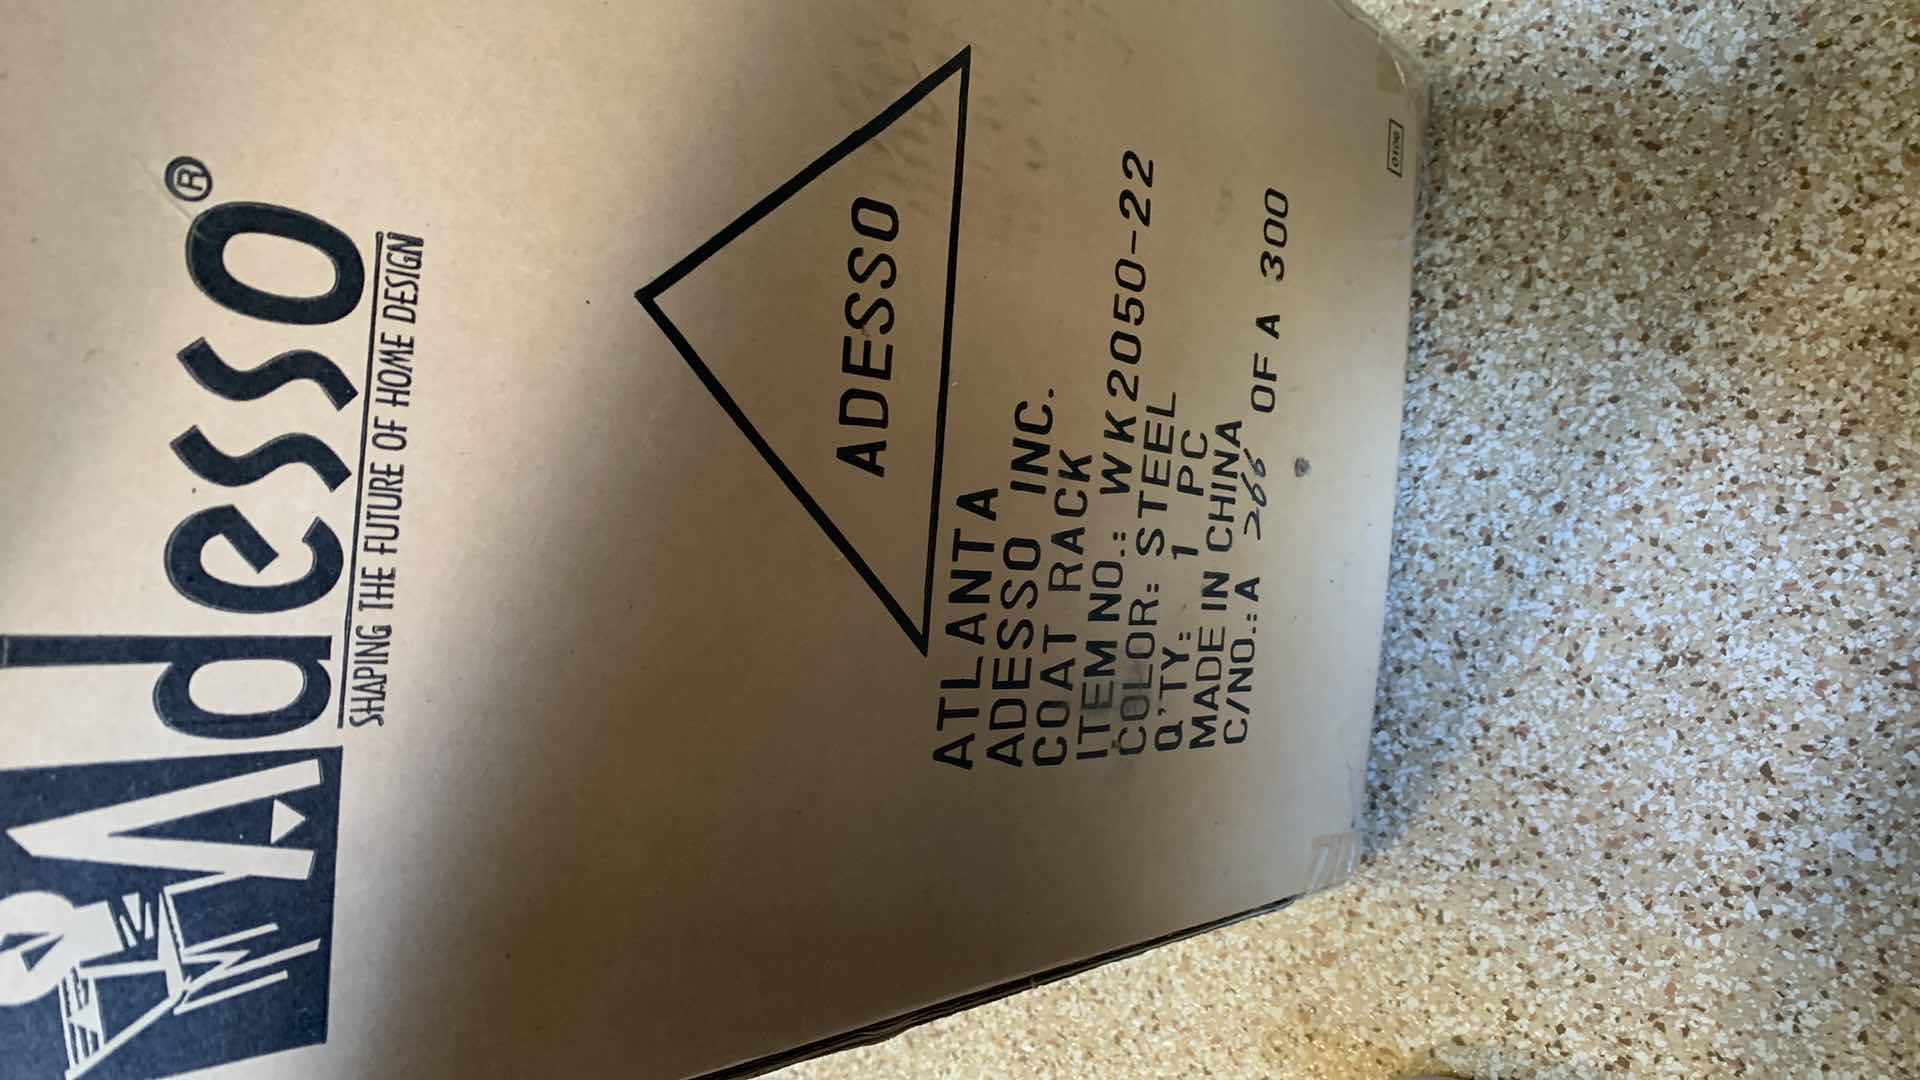 Adesso®
SHAPING THE FUTURE OF HOME DESIGN
ADESSO
ATLANTA
ADESSO INC.
COAT RACK
ITEM NO.: WK2050-22
COLOR: STEEL
Q'TY: 1 PC
MADE IN CHINA
C/NO.: A 266 OF A 300